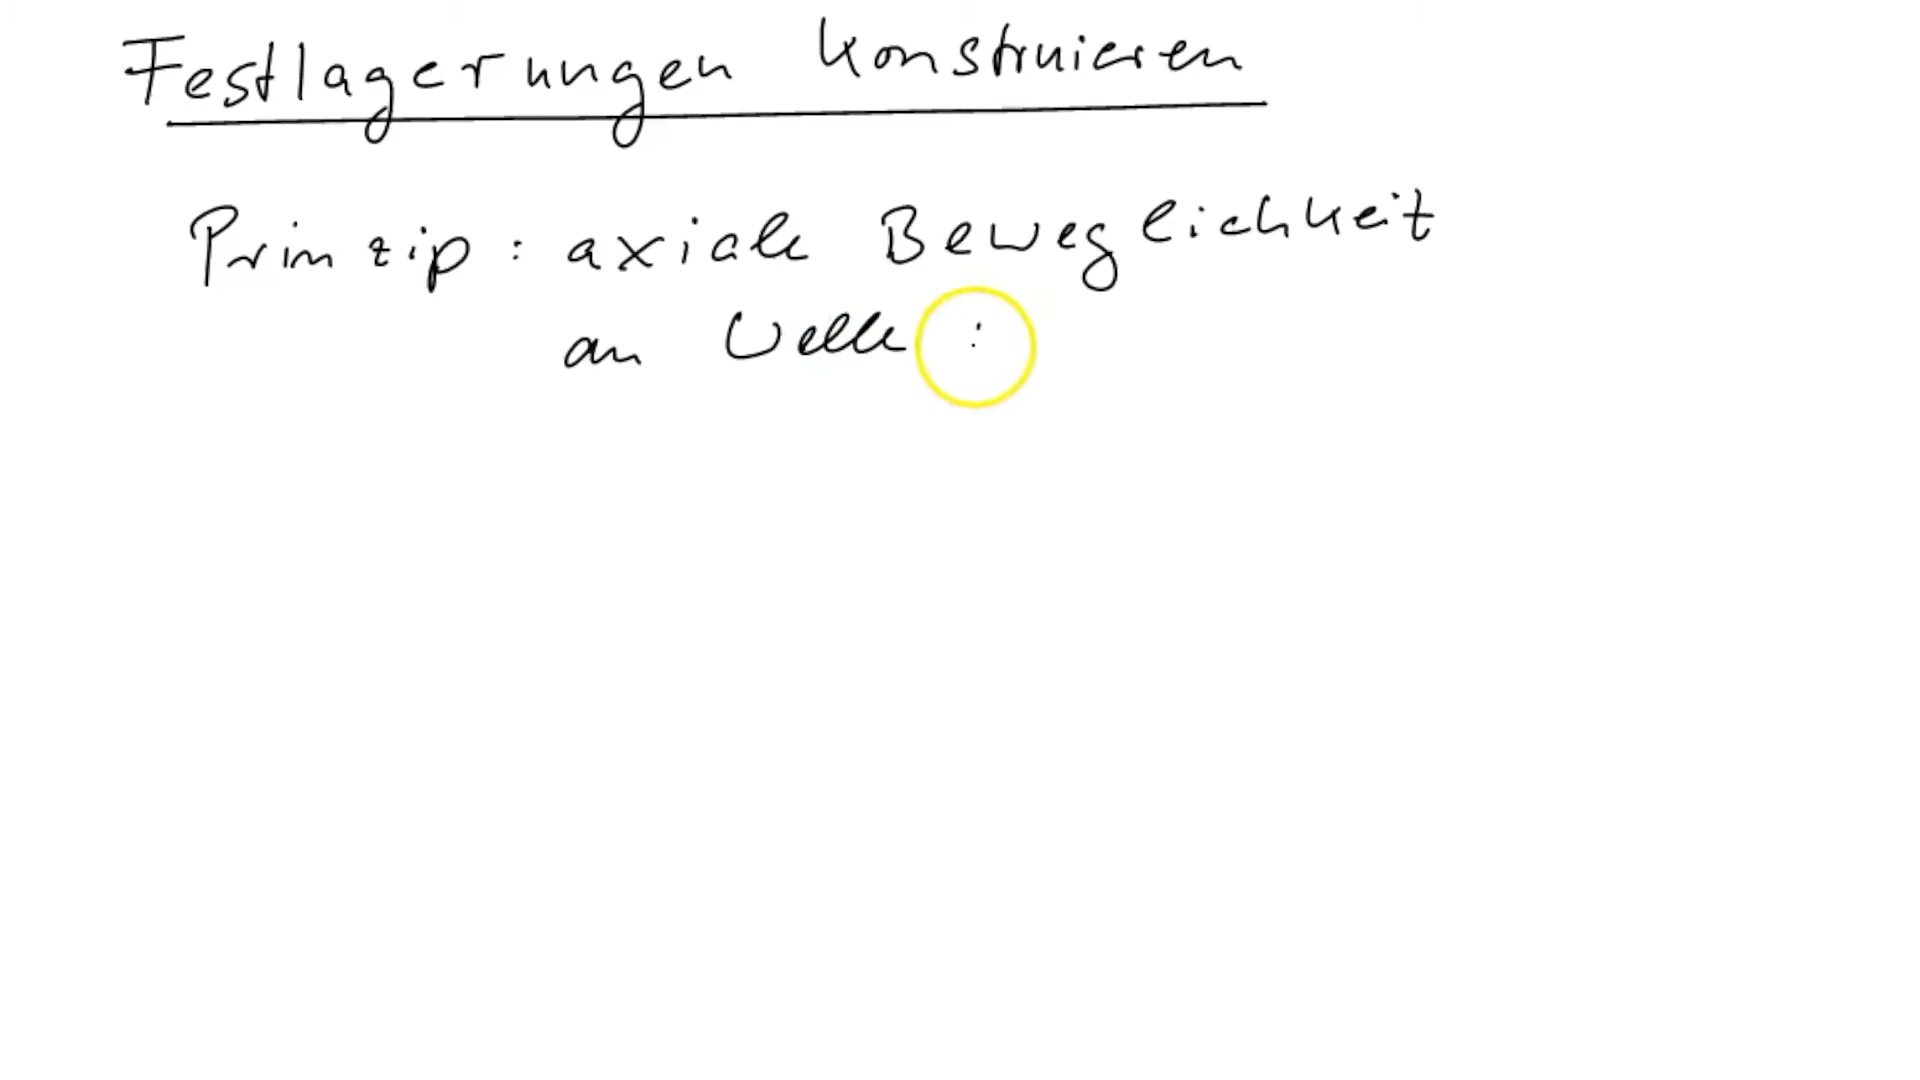 Festlagerungen konstruieren
Prinzip: axiale Beweglichkeit
an Welle :